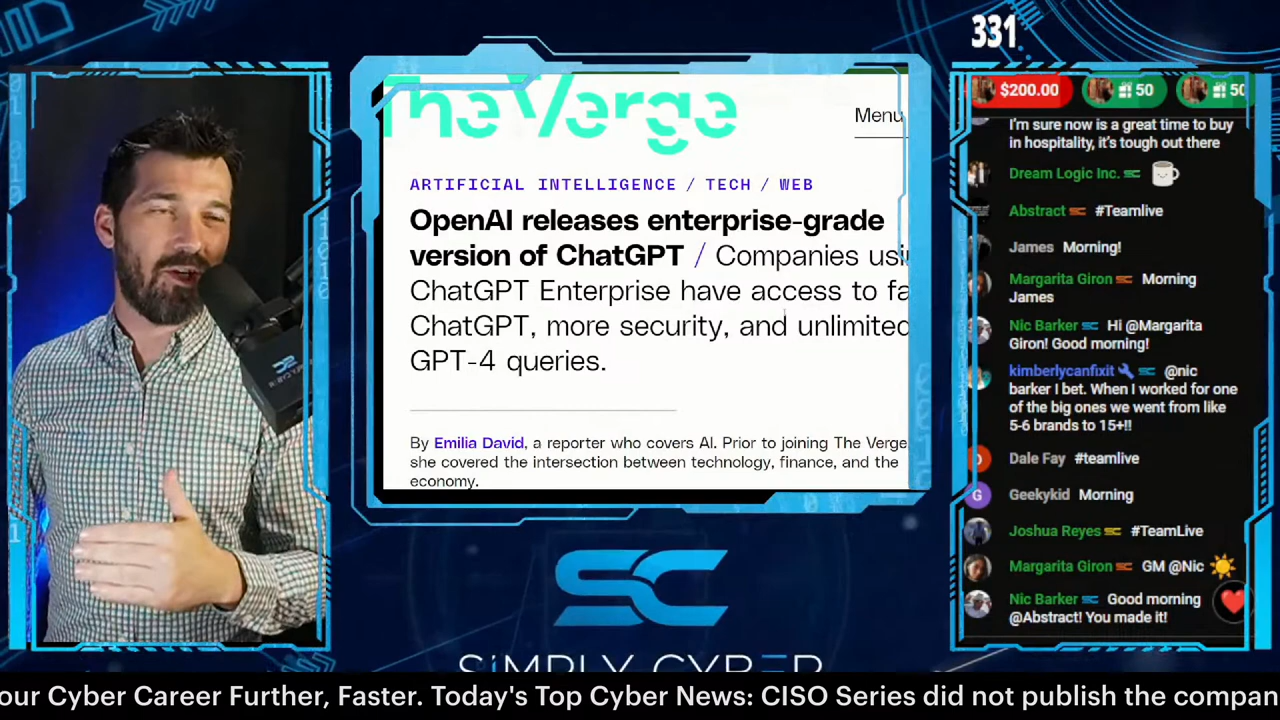 331
The Verge
Menu
ARTIFICIAL INTELLIGENCE / TECH / WEB
OpenAI releases enterprise-grade
version of ChatGPT / Companies usi
ChatGPT Enterprise have access to fa
ChatGPT, more security, and unlimited
GPT-4 queries.
By Emilia David, a reporter who covers AI. Prior to joining The Verge,
she covered the intersection between technology, finance, and the
economy.
$200.00
50
50
I'm sure now is a great time to buy
in hospitality, it's tough out there
Dream Logic Inc.
Abstract #Teamlive
James Morning!
Margarita Giron Morning
James
Nic Barker Hi @Margarita
Giron! Good morning!
kimberlycanfixit @nic
barker I bet. When I worked for one
of the big ones we went from like
5-6 brands to 15+!!
Dale Fay #teamlive
G
Geekykid Morning
Joshua Reyes #TeamLive
Margarita Giron GM @Nic
Nic Barker Good morning
@Abstract! You made it!
SC
SIMPLY CYBER
our Cyber Career Further, Faster. Today's Top Cyber News: CISO Series did not publish the compan